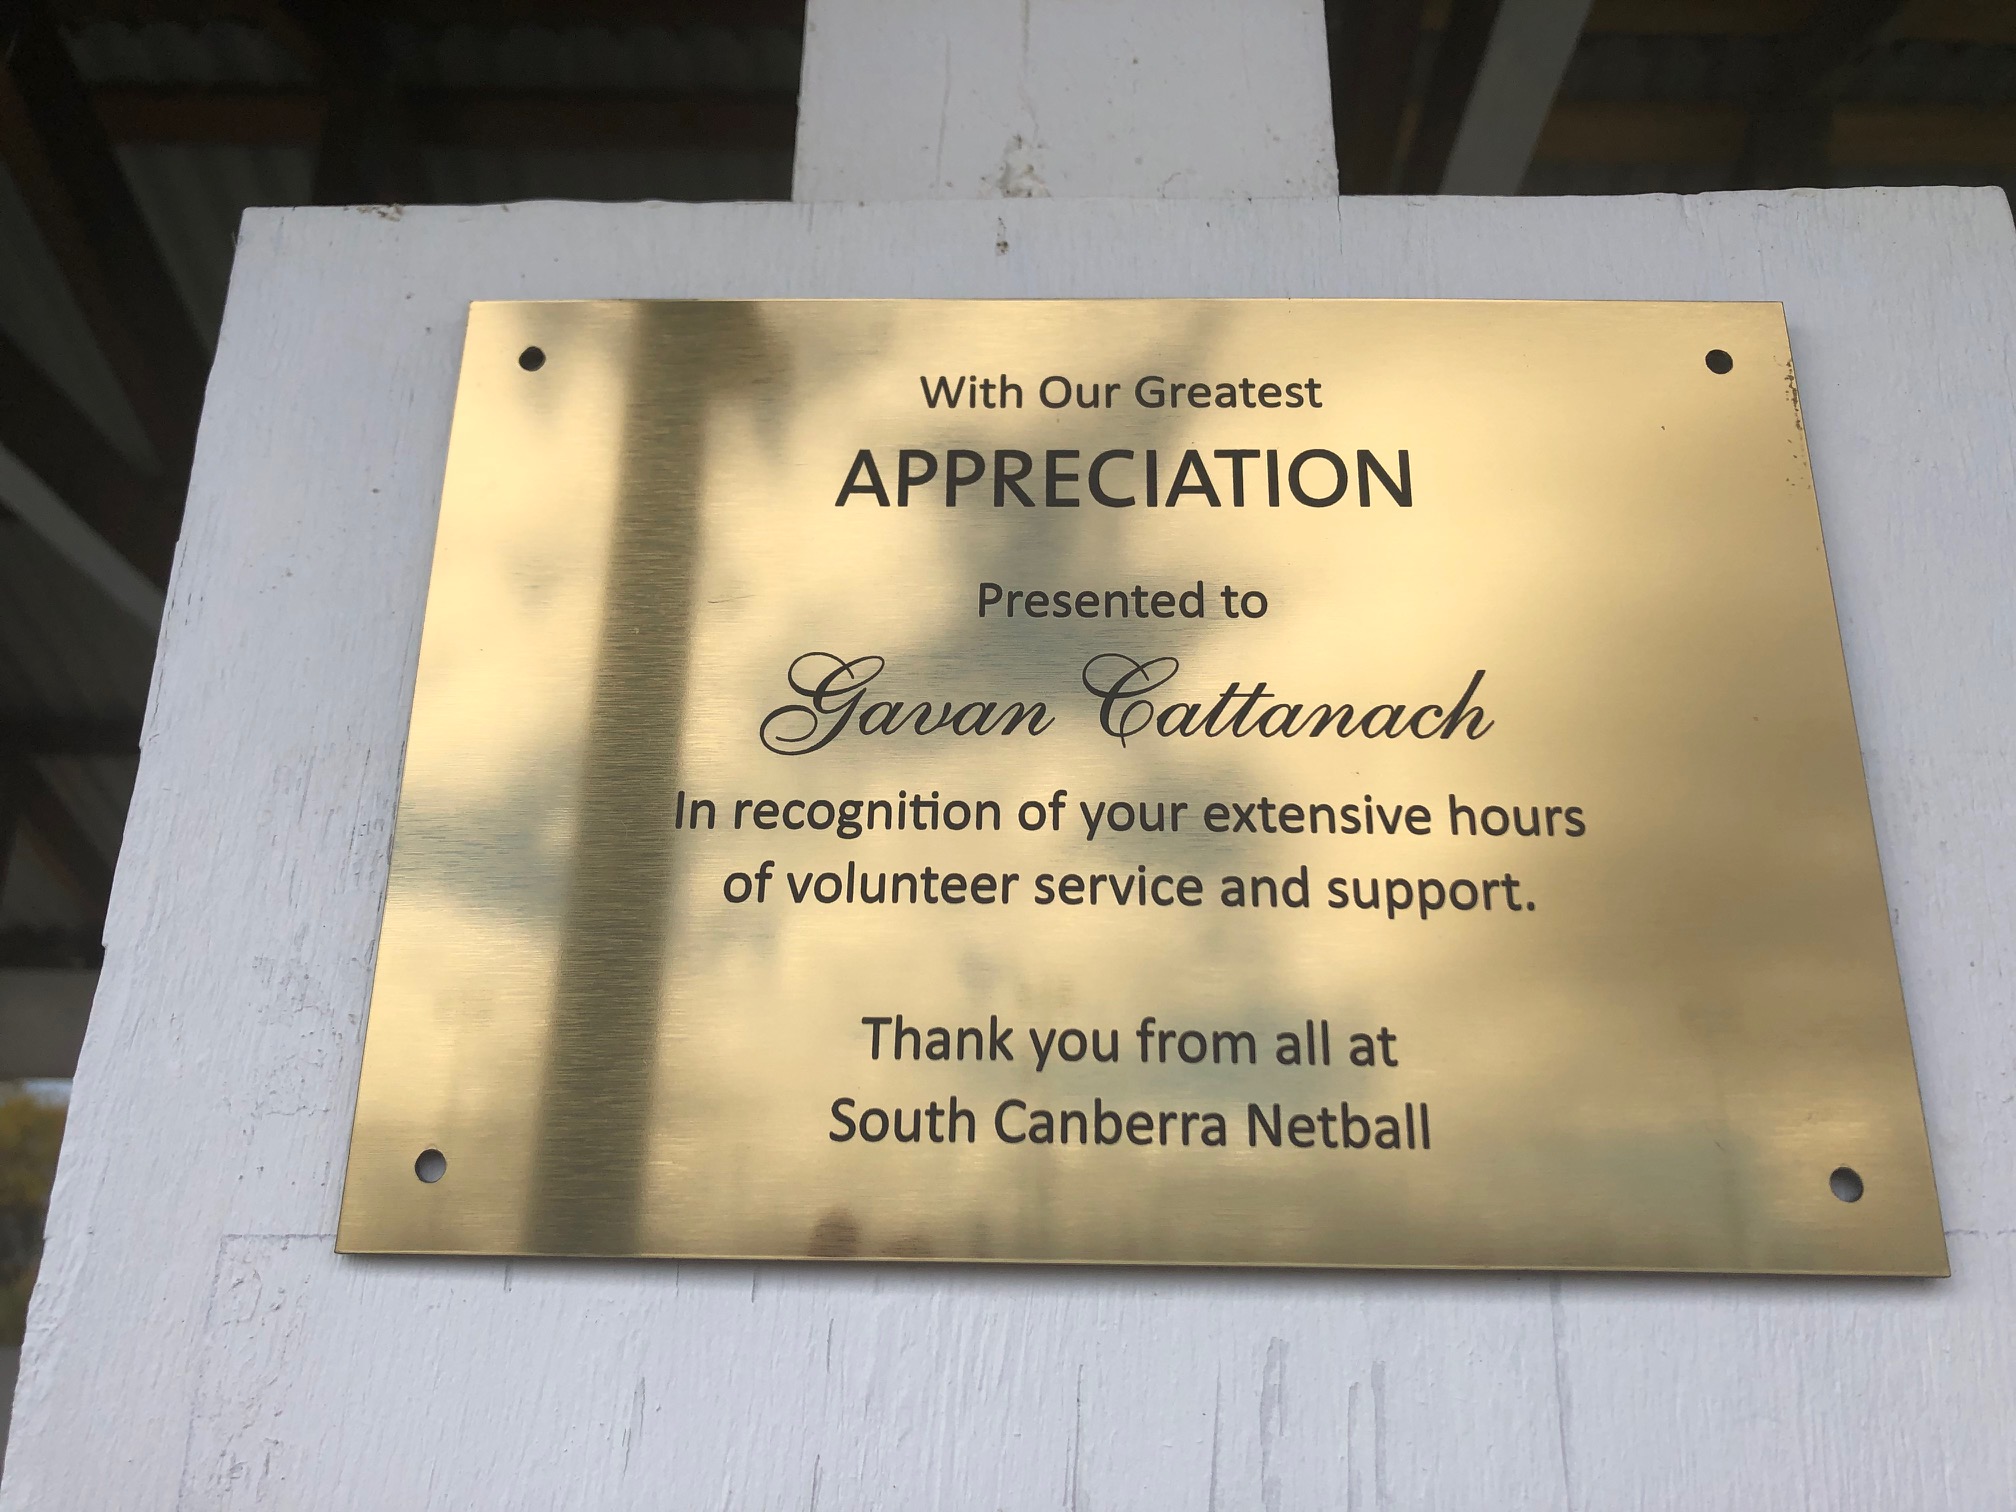 With Our Greatest
APPRECIATION
Presented to
Gavan Cattanach
In recognition of your extensive hours
of volunteer service and support.
Thank you from all at
South Canberra Netball